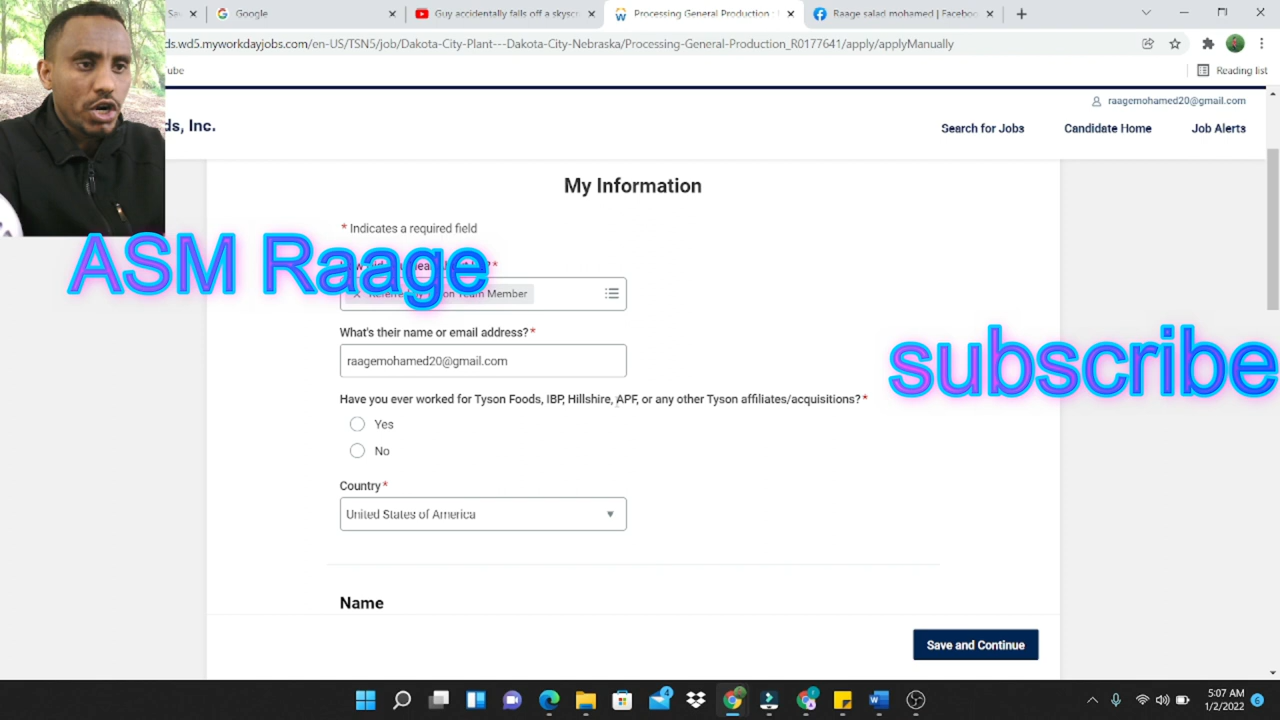 Google
Guy accidentally falls off a skysc
Processing General Production
Raage salad mohamed | Faceboo
ds.wd5.myworkdayjobs.com/en-US/TSN5/job/Dakota-City-Plant---Dakota-City-Nebraska/Processing-General-Production_R0177641/apply/applyManually
ube
Reading list
raagemohamed20@gmail.com
ds, Inc.
Search for Jobs
Candidate Home
Job Alerts
My Information
* Indicates a required field
ASM Raage
Team Member
What's their name or email address?*
raagemohamed20@gmail.com
subscribe
Have you ever worked for Tyson Foods, IBP, Hillshire, APF, or any other Tyson affiliates/acquisitions?*
Yes
No
Country*
United States of America
Name
Save and Continue
5:07 AM
1/2/2022